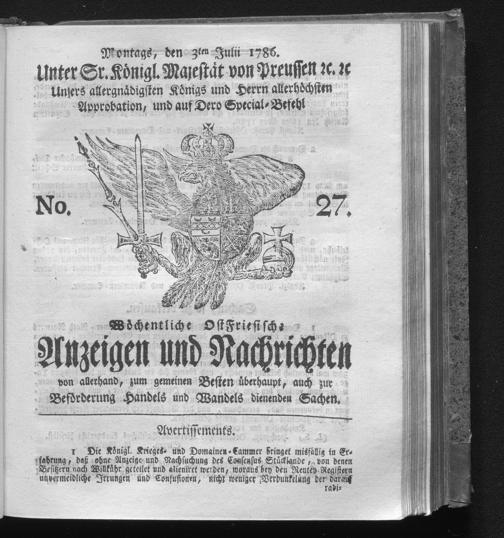 Montags, den 3ten Julii 1786.
Unter Sr. Königl. Majestät von Preussen ꝛc. ꝛc
Unsers allergnädigsten Königs und Herrn allerhöchsten
Approbation, und auf Dero Special-Befehl
No. 27.
Wöchentliche Ostfriesische
Anzeigen und Nachrichten
von allerhand, zum gemeinen Besten überhaupt, auch zur
Beförderung Handels und Wandels dienenden Sachen.
Avertissements.
1 Die Königl. Krieges- und Domainen-Cammer bringet misfällig in Er-
fahrung, daß ohne Anzeige und Nachsuchung des Consensus Stücklande, von denen
Besitzern nach Willkühr geteilet und alieniret werden, woraus bey den Rentey-Registern
unvermeidliche Irrungen und Confusionen, nicht weniger Verdunkelung der darauf
radi-